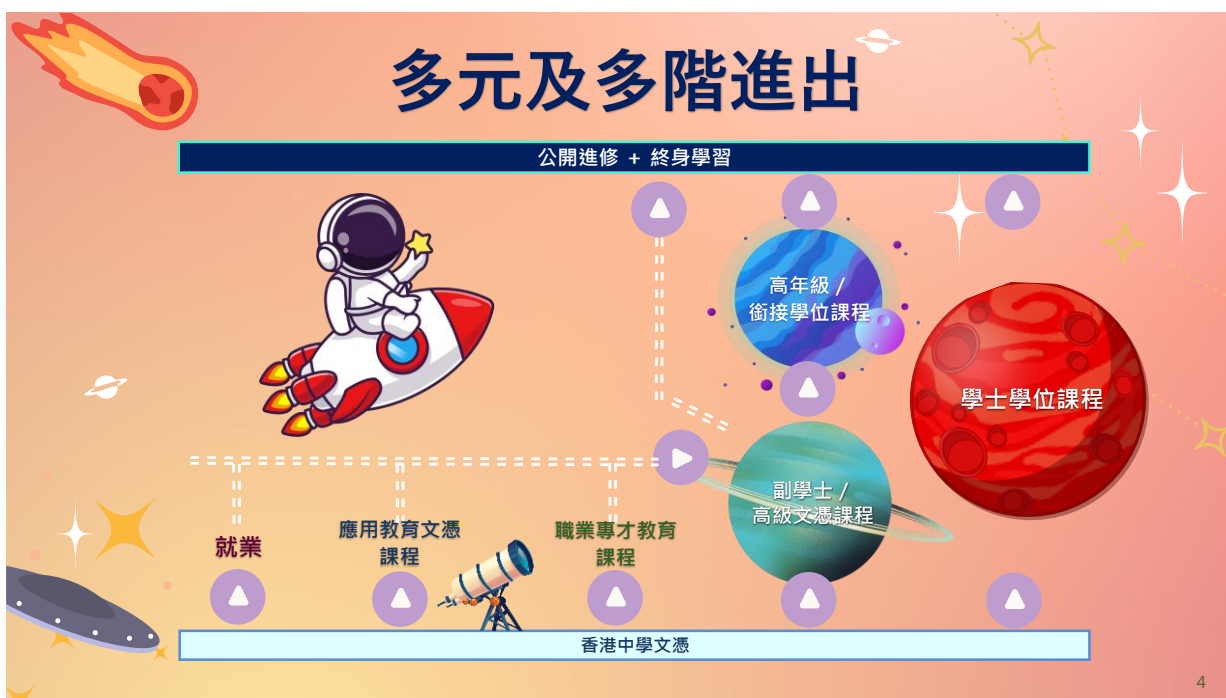 多元及多階進出
公開進修 + 終身學習
高年級 /
銜接學位課程
學士學位課程
副學士 /
高級文憑課程
就業
應用教育文憑
課程
職業專才教育
課程
香港中學文憑
4